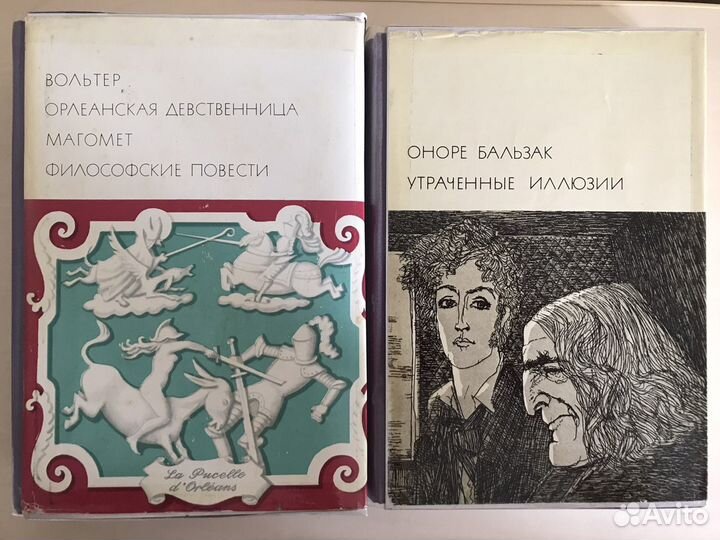 ВОЛЬТЕР
ОРЛЕАНСКАЯ ДЕВСТВЕННИЦА
МАГОМЕТ
ФИЛОСОФСКИЕ ПОВЕСТИ
La Pucelle
d'Orléans
ОНОРЕ БАЛЬЗАК
УТРАЧЕННЫЕ ИЛЛЮЗИИ
Avito